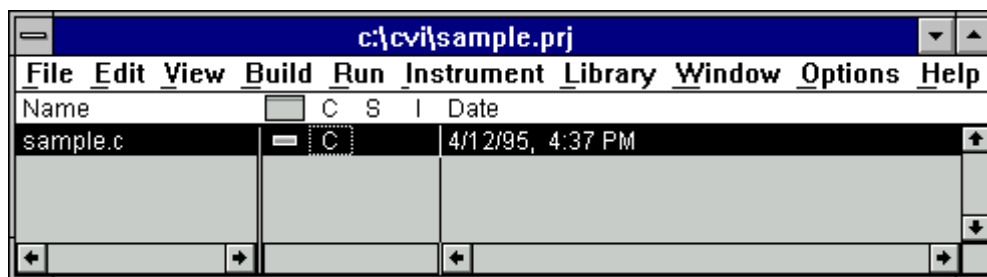 c:\cvi\sample.prj
File Edit View Build Run Instrument Library Window Options Help
Name C S I Date
sample.c C 4/12/95, 4:37 PM